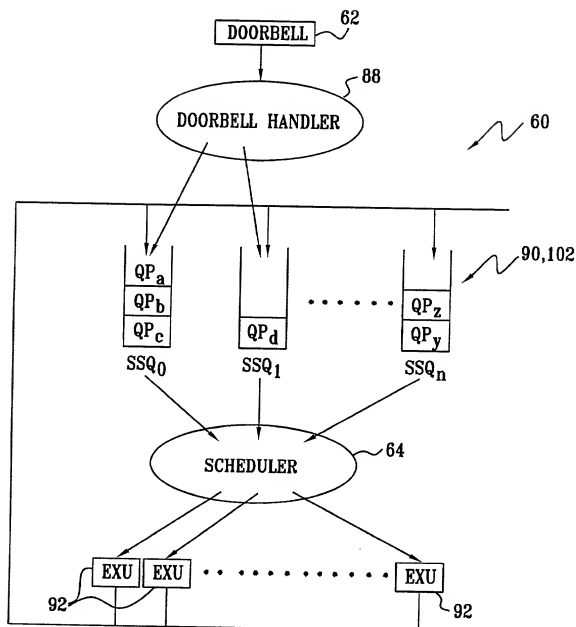 DOORBELL 62
88
DOORBELL HANDLER
60
90,102
QPa
QPb QPz
QPc QPd QPy
SSQ0 SSQ1 SSQn
SCHEDULER 64
EXU EXU EXU
92 92